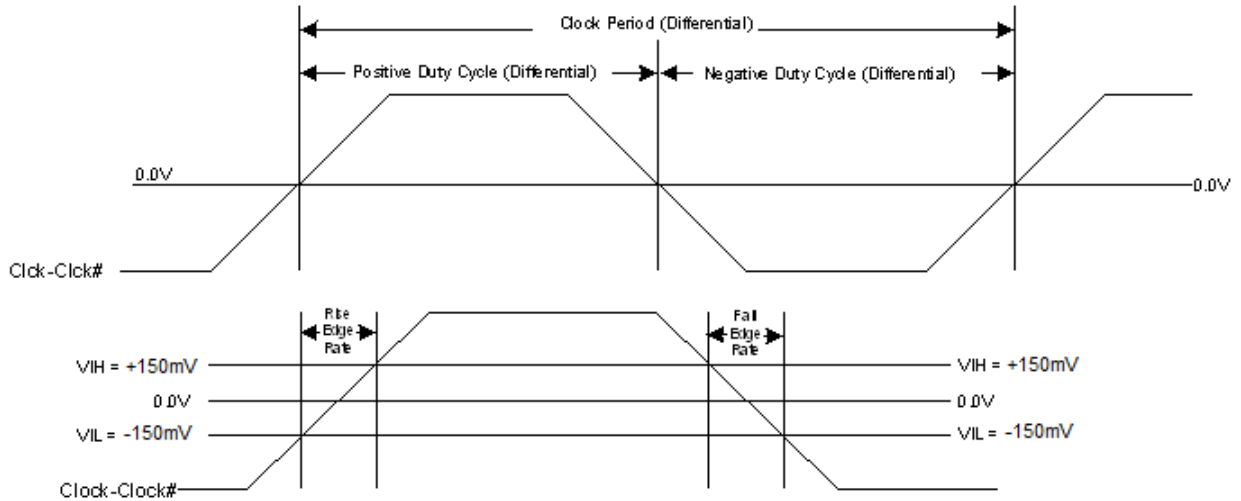 Clock Period (Differential)
Positive Duty Cycle (Differential)
Negative Duty Cycle (Differential)
0.0V
0.0V
Clck-Clck#
Rise
Edge
Rate
Fall
Edge
Rate
VIH = +150mV
VIH = +150mV
0.0V
0.0V
VIL = -150mV
VIL = -150mV
Clock-Clock#